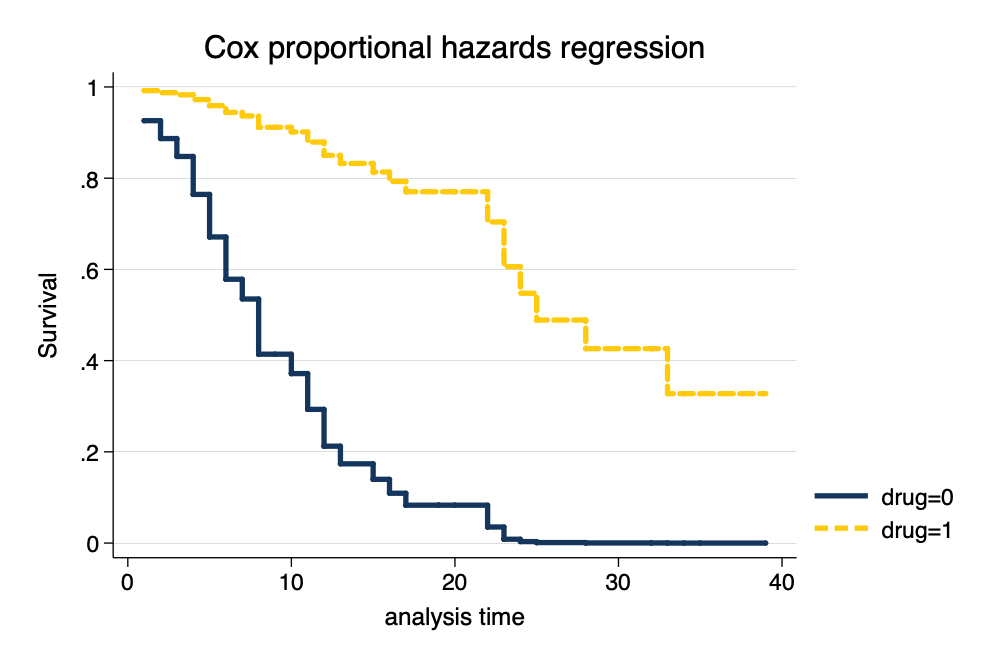 Cox proportional hazards regression
Survival
1
.8
.6
.4
.2
0
0 10 20 30 40
analysis time
drug=0
drug=1